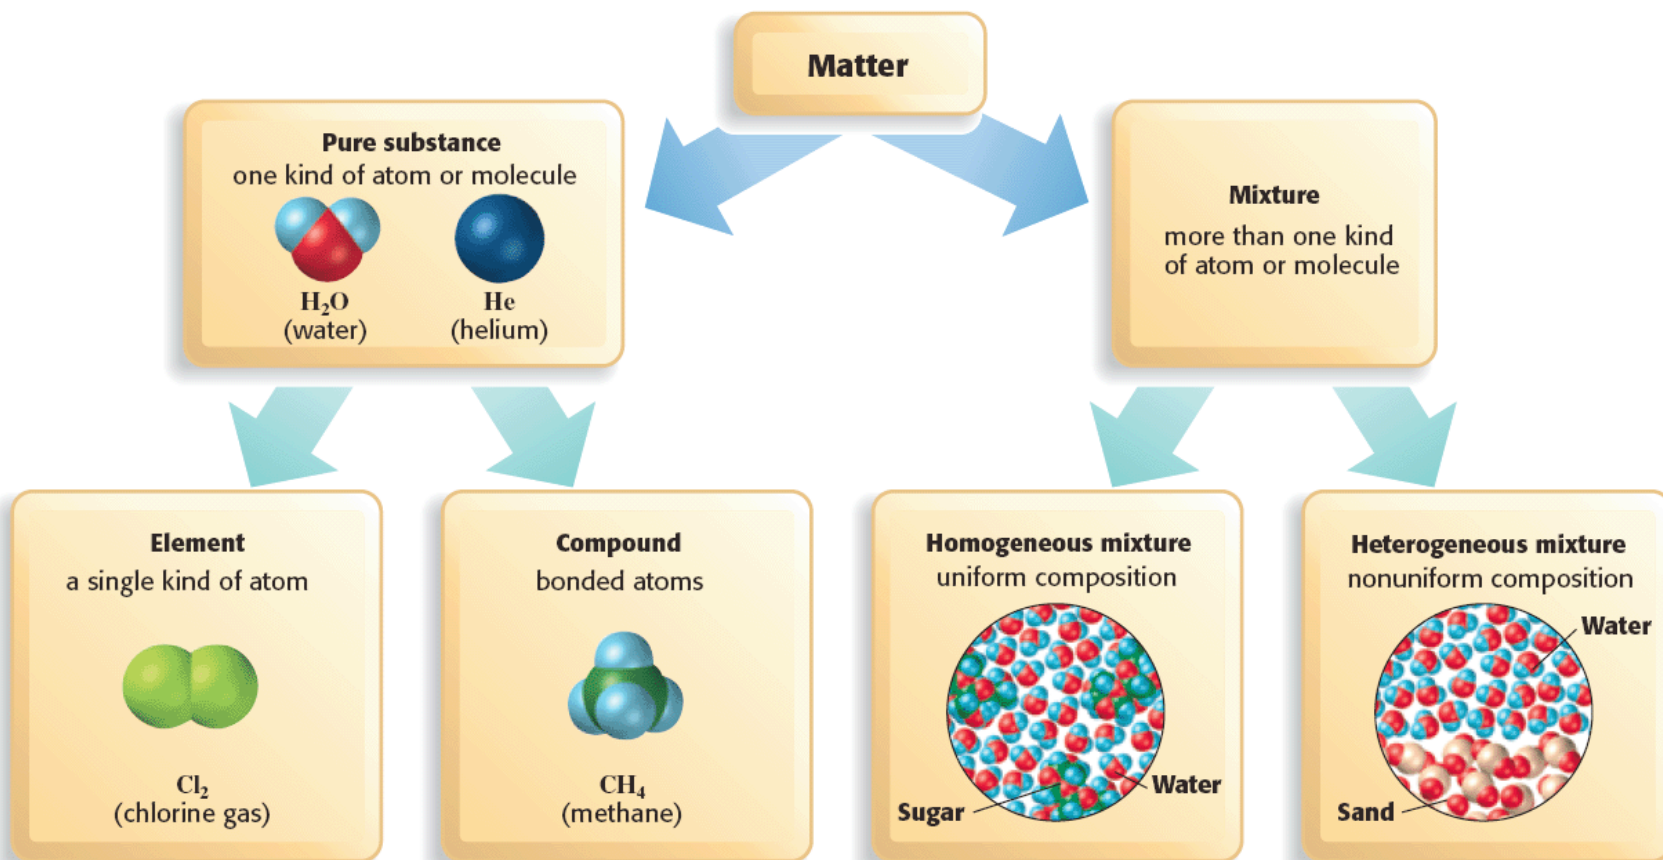 Matter
Pure substance
one kind of atom or molecule
H₂O
(water)
He
(helium)
Mixture
more than one kind
of atom or molecule
Element
a single kind of atom
Cl₂
(chlorine gas)
Compound
bonded atoms
CH₄
(methane)
Homogeneous mixture
uniform composition
Water
Sugar
Heterogeneous mixture
nonuniform composition
Water
Sand